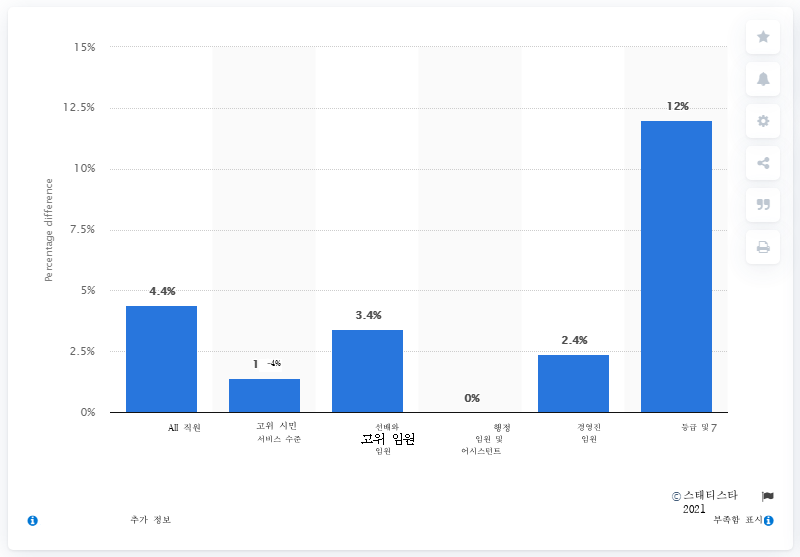 15%
12.5%
10%
7.5%
5%
2.5%
0%
Percentage difference
4.4%
1 -4%
3.4%
0%
2.4%
12%
All 직원
고위 시민
서비스 수준
선배와
고위 임원
임원
행정
임원 및
어시스턴트
경영진
임원
등급 및 7
© 스태티스타
2021
추가 정보
부족함 표시